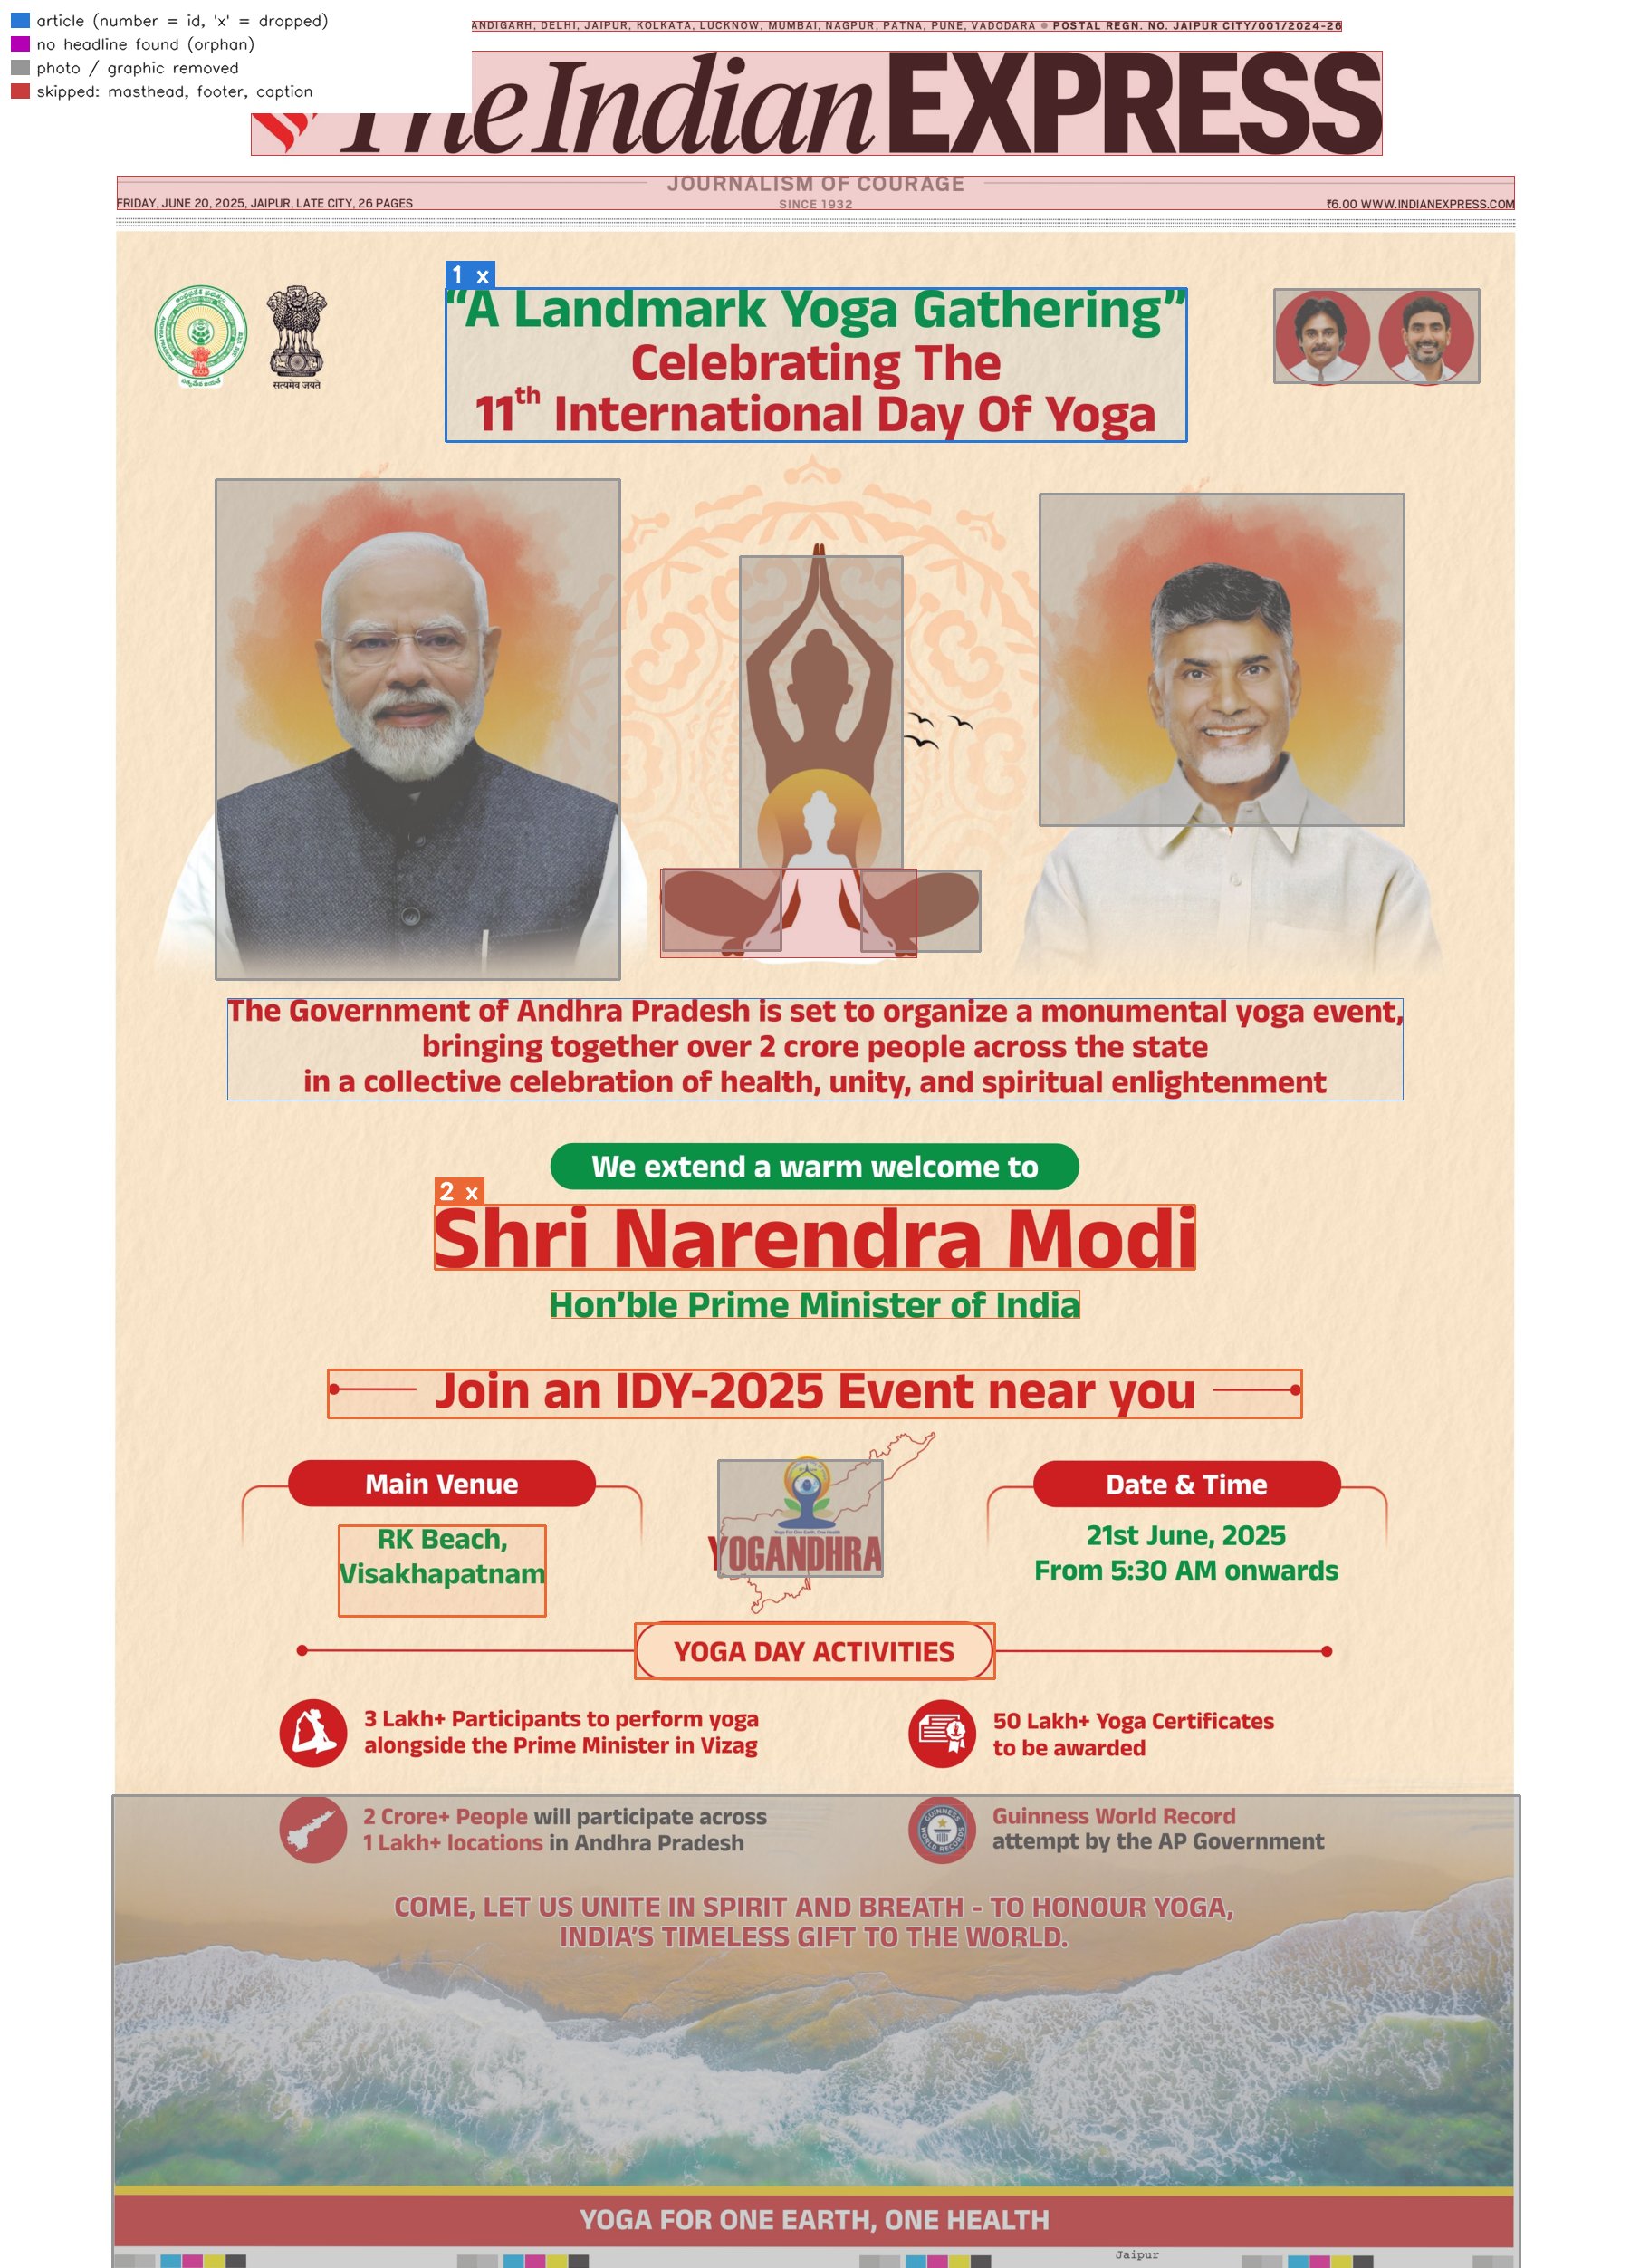 article (number = id, 'x' = dropped)
no headline found (orphan)
photo / graphic removed
skipped: masthead, footer, caption
ANDIGARH, DELHI, JAIPUR, KOLKATA, LUCKNOW, MUMBAI, NAGPUR, PATNA, PUNE, VADODARA ● POSTAL REGN. NO. JAIPUR CITY/001/2024-26
The Indian EXPRESS
JOURNALISM OF COURAGE
FRIDAY, JUNE 20, 2025, JAIPUR, LATE CITY, 26 PAGES
SINCE 1932
₹6.00 WWW.INDIANEXPRESS.COM
1 x
“A Landmark Yoga Gathering”
Celebrating The
11th International Day Of Yoga
सत्यमेव जयते
The Government of Andhra Pradesh is set to organize a monumental yoga event,
bringing together over 2 crore people across the state
in a collective celebration of health, unity, and spiritual enlightenment
We extend a warm welcome to
2 x
Shri Narendra Modi
Hon’ble Prime Minister of India
Join an IDY-2025 Event near you
Main Venue
RK Beach,
Visakhapatnam
Yoga For One Earth, One Health
YOGANDHRA
Date & Time
21st June, 2025
From 5:30 AM onwards
YOGA DAY ACTIVITIES
3 Lakh+ Participants to perform yoga
alongside the Prime Minister in Vizag
50 Lakh+ Yoga Certificates
to be awarded
2 Crore+ People will participate across
1 Lakh+ locations in Andhra Pradesh
GUINNESS WORLD RECORDS
Guinness World Record
attempt by the AP Government
COME, LET US UNITE IN SPIRIT AND BREATH - TO HONOUR YOGA,
INDIA’S TIMELESS GIFT TO THE WORLD.
YOGA FOR ONE EARTH, ONE HEALTH
Jaipur